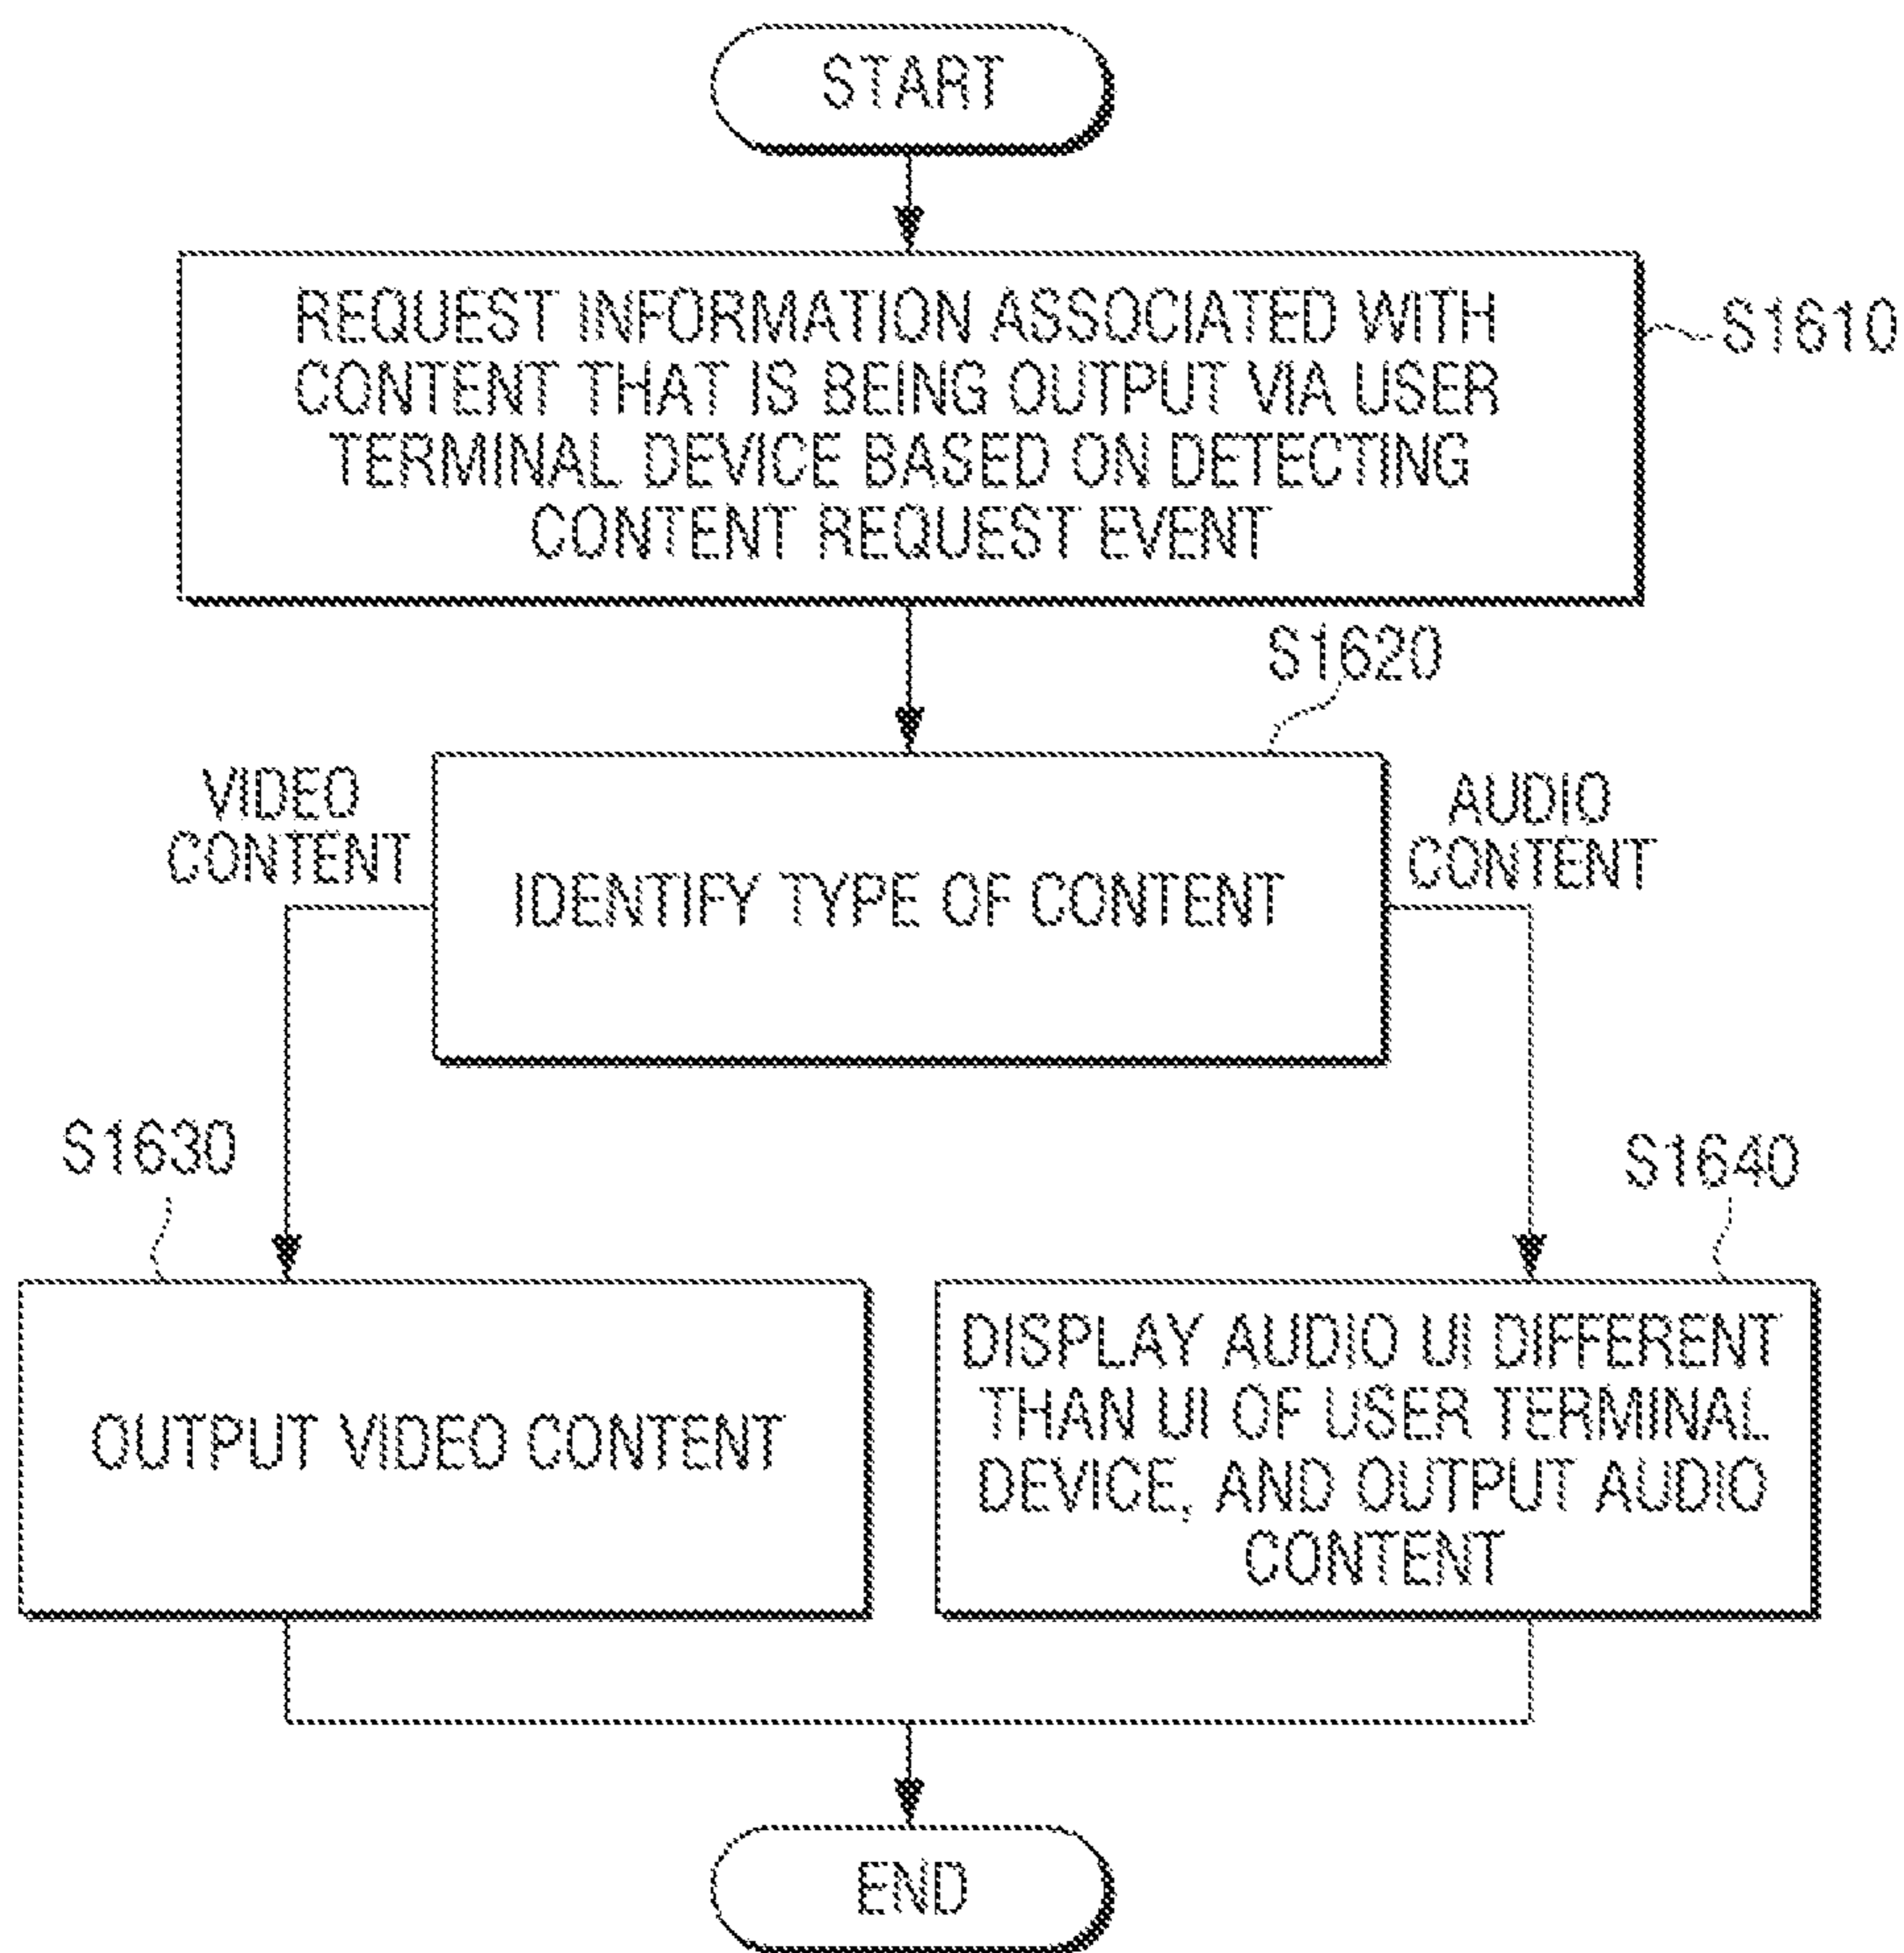 START
REQUEST INFORMATION ASSOCIATED WITH
CONTENT THAT IS BEING OUTPUT VIA USER
TERMINAL DEVICE BASED ON DETECTING
CONTENT REQUEST EVENT
S1610
S1620
VIDEO
CONTENT
IDENTIFY TYPE OF CONTENT
AUDIO
CONTENT
S1630
S1640
OUTPUT VIDEO CONTENT
DISPLAY AUDIO UI DIFFERENT
THAN UI OF USER TERMINAL
DEVICE, AND OUTPUT AUDIO
CONTENT
END